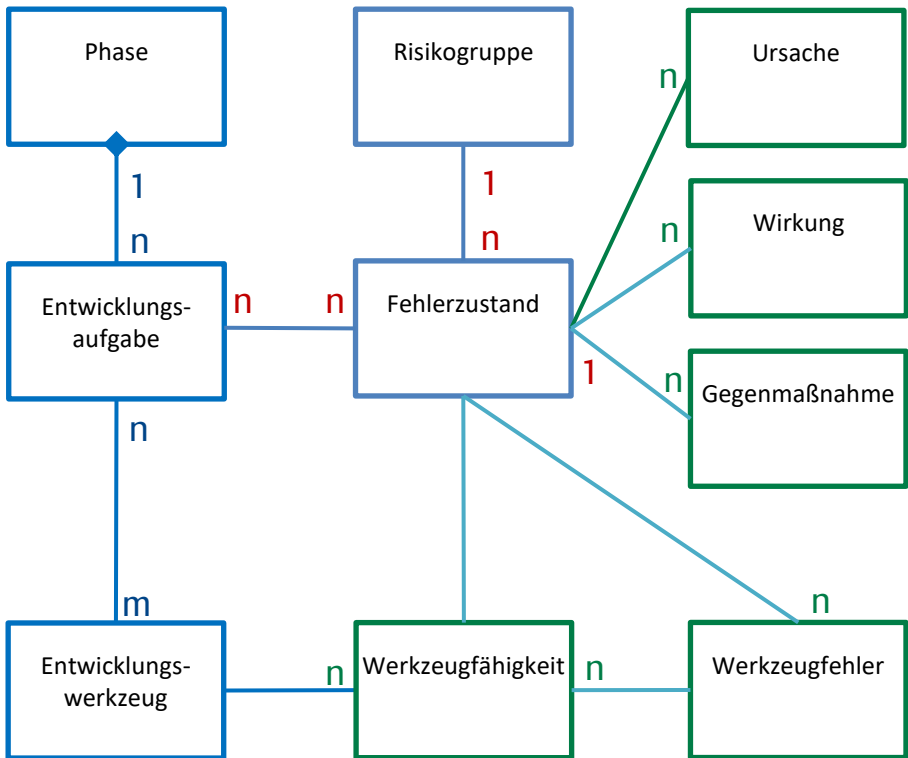 Phase
Risikogruppe
Ursache
n
1
1
Wirkung
n
n
n
Entwicklungs-
aufgabe
n
n
Fehlerzustand
1
n
Gegenmaßnahme
n
m
n
Entwicklungs-
werkzeug
n
Werkzeugfähigkeit
n
Werkzeugfehler